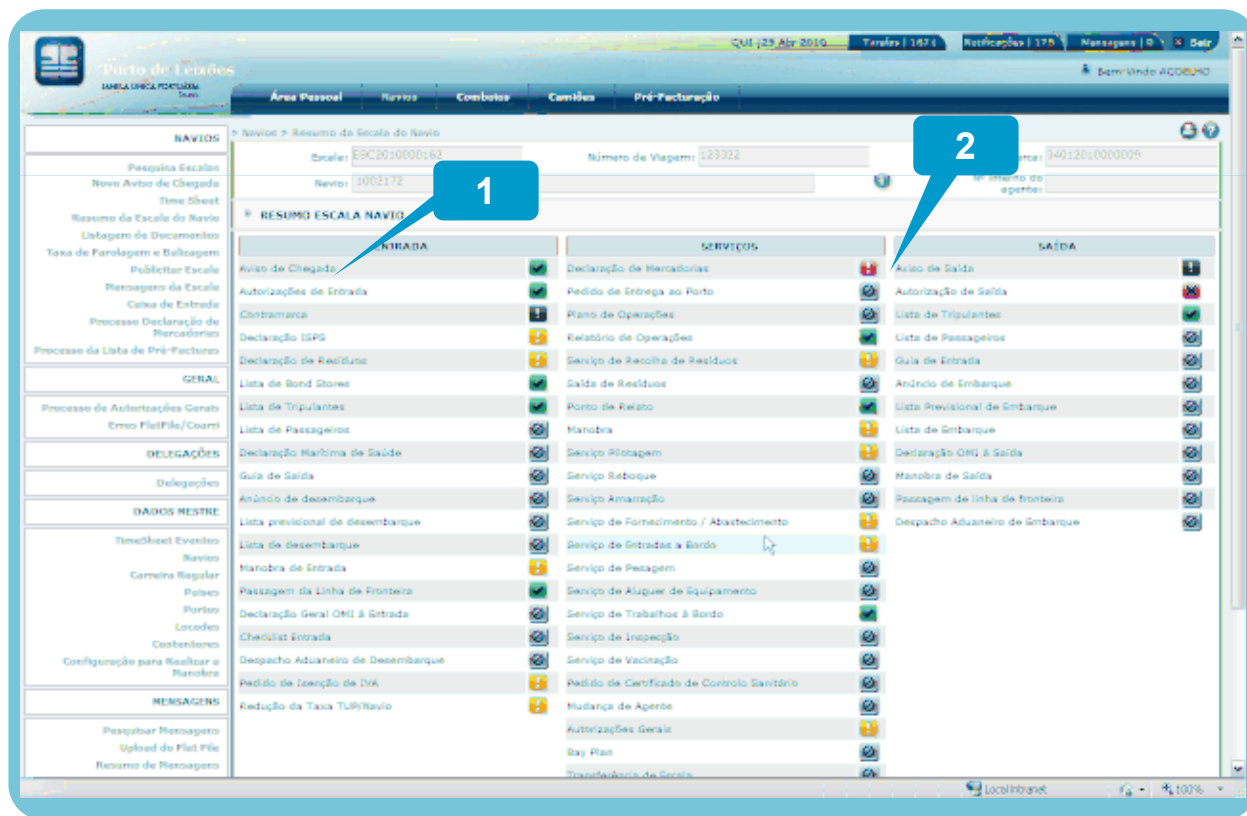 QUI |29 Abr 2010 Tarefas | 1674 Notificações | 175 Mensagens | 0 Sair
Porto de Leixões
JANELA ÚNICA PORTUÁRIA
Bem-Vindo ACOELHO
Área Pessoal Navios Comboios Camiões Pré-Facturação
> Navios > Resumo da Escala do Navio
Escala: ESC2010000162 Número de Viagem: 123322 34012010000009
Navio: 1002172 Nº interno do agente:
1
2
RESUMO ESCALA NAVIO
NAVIOS
Pesquisa Escalas
Novo Aviso de Chegada
Time Sheet
Resumo da Escala do Navio
Listagem de Documentos
Taxa de Farolagem e Balizagem
Publicitar Escala
Mensagens da Escala
Caixa de Entrada
Processo Declaração de
Mercadorias
Processo da Lista de Pré-Facturas
GERAL
Processo de Autorizações Gerais
Erros FlatFile/Coarri
DELEGAÇÕES
Delegações
DADOS MESTRE
TimeSheet Eventos
Navios
Carreira Regular
Países
Portos
Locodes
Contentores
Configuração para Realizar a
Manobra
MENSAGENS
Pesquisar Mensagens
Upload de Flat File
Resumo de Mensagens
ENTRADA
Aviso de Chegada
Autorizações de Entrada
Contramarca
Declaração ISPS
Declaração de Resíduos
Lista de Bond Stores
Lista de Tripulantes
Lista de Passageiros
Declaração Marítima de Saúde
Guia de Saída
Anúncio de desembarque
Lista previsional de desembarque
Lista de desembarque
Manobra de Entrada
Passagem da Linha de Fronteira
Declaração Geral OMI à Entrada
Checklist Entrada
Despacho Aduaneiro de Desembarque
Pedido de Isenção de IVA
Redução da Taxa TUP/Navio
SERVIÇOS
Declaração de Mercadorias
Pedido de Entrega ao Porto
Plano de Operações
Relatório de Operações
Serviço de Recolha de Resíduos
Saída de Resíduos
Ponto de Relato
Manobra
Serviço Pilotagem
Serviço Reboque
Serviço Amarração
Serviço de Fornecimento / Abastecimento
Serviço de Entradas a Bordo
Serviço de Pesagem
Serviço de Aluguer de Equipamento
Serviço de Trabalhos à Bordo
Serviço de Inspecção
Serviço de Vacinação
Pedido de Certificado de Controlo Sanitário
Mudança de Agente
Autorizações Gerais
Bay Plan
Transferência de Escala
SAÍDA
Aviso de Saída
Autorização de Saída
Lista de Tripulantes
Lista de Passageiros
Guia de Entrada
Anúncio de Embarque
Lista Previsional de Embarque
Lista de Embarque
Declaração OMI à Saída
Manobra de Saída
Passagem de linha de fronteira
Despacho Aduaneiro de Embarque
Local intranet 100%